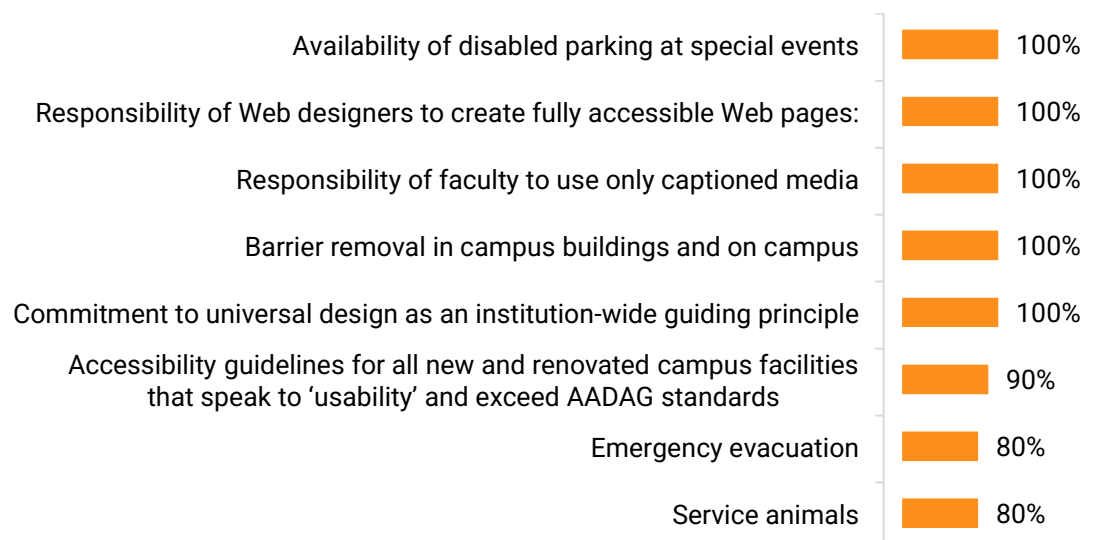 Availability of disabled parking at special events 100%
Responsibility of Web designers to create fully accessible Web pages: 100%
Responsibility of faculty to use only captioned media 100%
Barrier removal in campus buildings and on campus 100%
Commitment to universal design as an institution-wide guiding principle 100%
Accessibility guidelines for all new and renovated campus facilities
that speak to ‘usability’ and exceed AADAG standards 90%
Emergency evacuation 80%
Service animals 80%